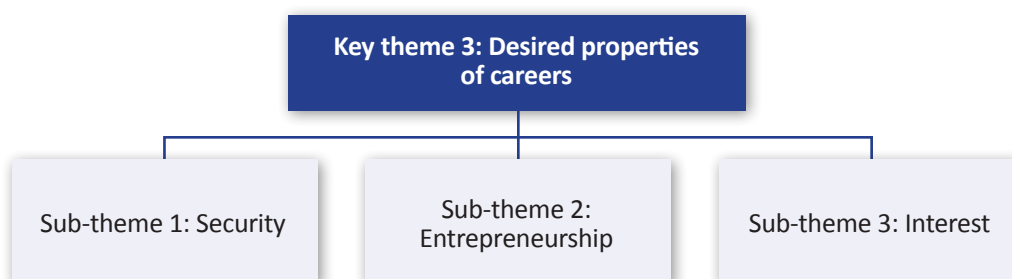 Key theme 3: Desired properties
of careers
Sub-theme 1: Security
Sub-theme 2:
Entrepreneurship
Sub-theme 3: Interest